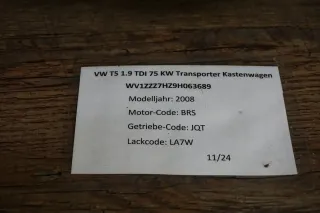 VW T5 1.9 TDI 75 KW Transporter Kastenwagen
WV1ZZZ7HZ9H063689
Modelljahr: 2008
Motor-Code: BRS
Getriebe-Code: JQT
Lackcode: LA7W
11/24